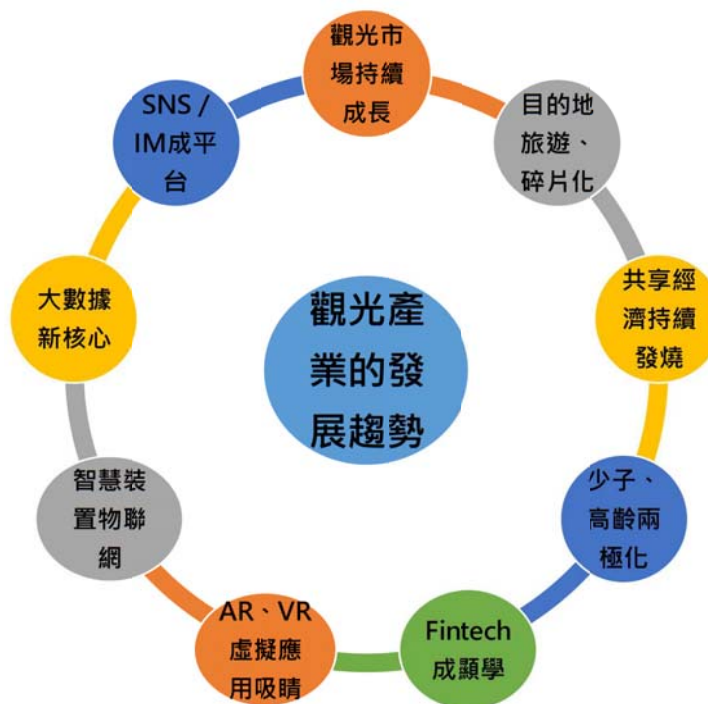 觀光市
場持續
成長
目的地
旅遊、
碎片化
共享經
濟持續
發燒
少子、
高齡兩
極化
Fintech
成顯學
AR、VR
虛擬應
用吸睛
智慧裝
置物聯
網
大數據
新核心
SNS /
IM成平
台
觀光產
業的發
展趨勢